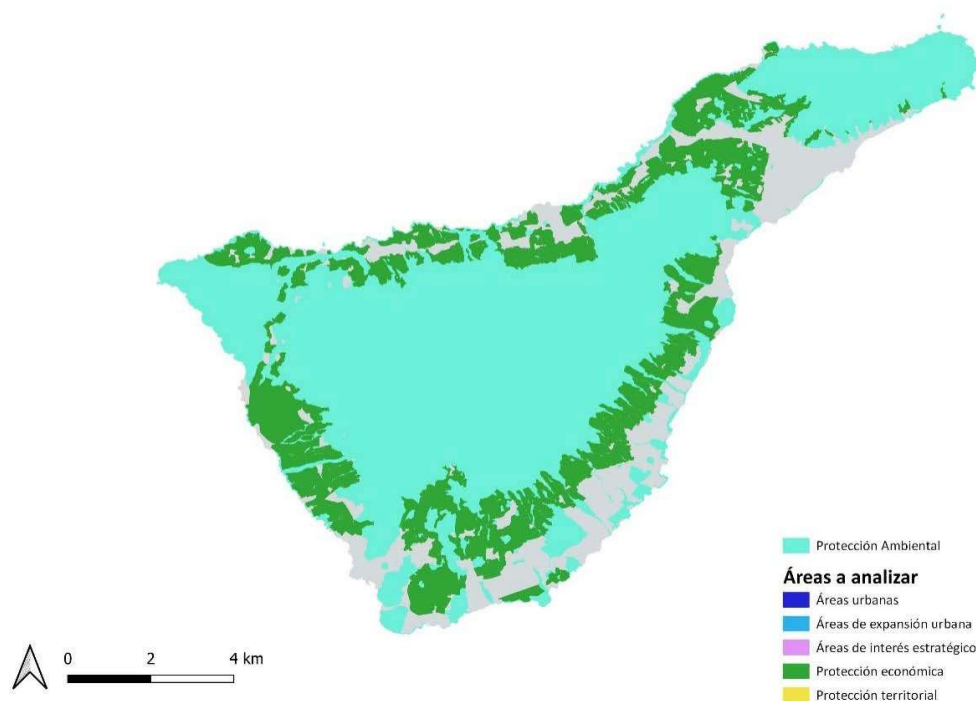 Protección Ambiental
Áreas a analizar
Áreas urbanas
Áreas de expansión urbana
Áreas de interés estratégico
Protección económica
Protección territorial
0 2 4 km